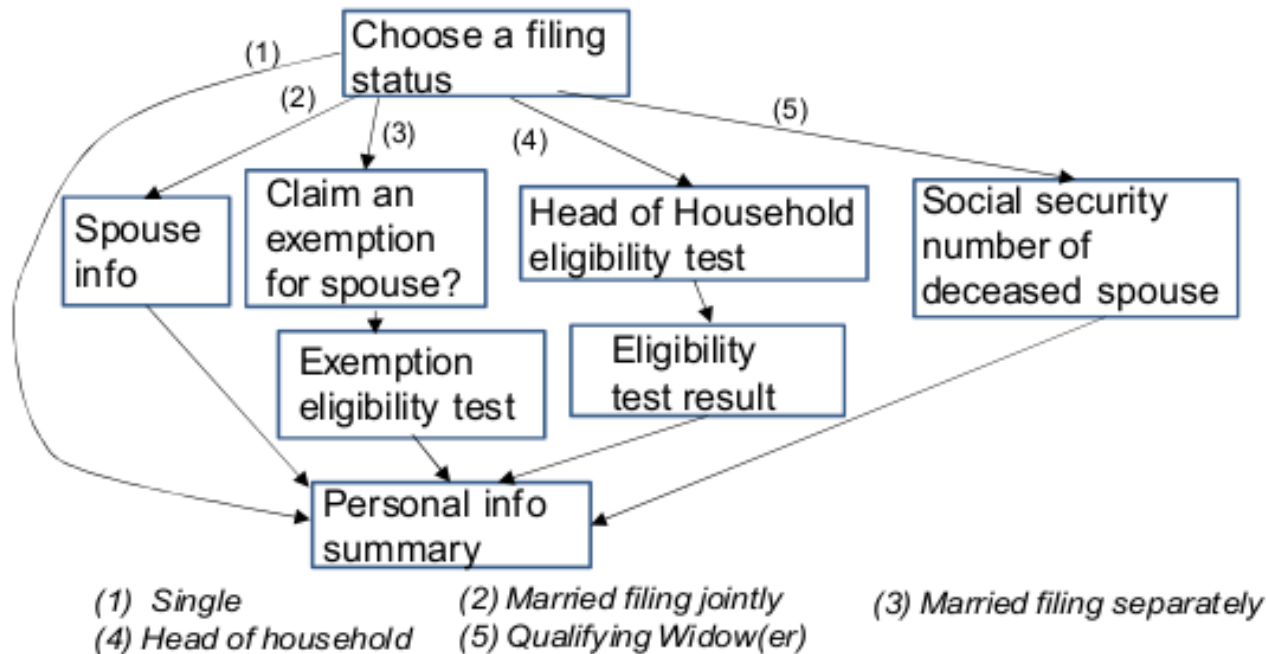 Choose a filing
status
(1)
(2)
(3)
(4)
(5)
Spouse
info
Claim an
exemption
for spouse?
Head of Household
eligibility test
Social security
number of
deceased spouse
Exemption
eligibility test
Eligibility
test result
Personal info
summary
(1) Single
(2) Married filing jointly
(3) Married filing separately
(4) Head of household
(5) Qualifying Widow(er)